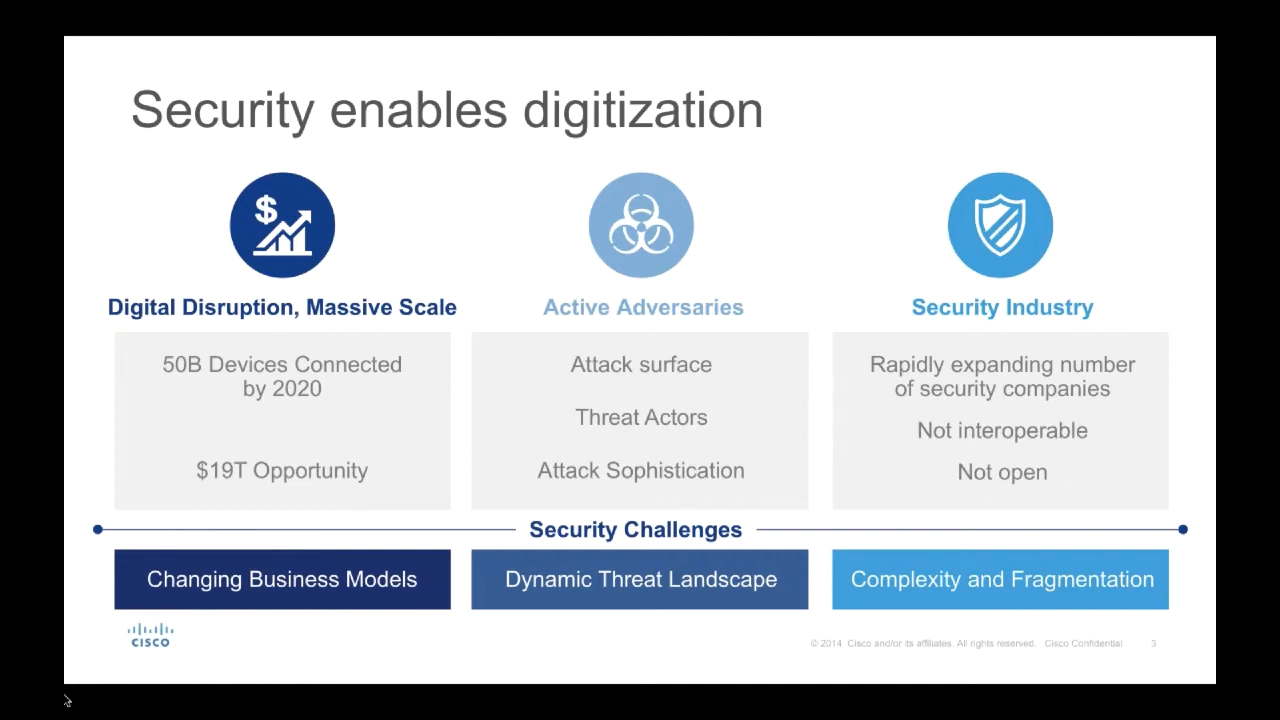 Security enables digitization
$
Digital Disruption, Massive Scale
50B Devices Connected
by 2020
$19T Opportunity
Active Adversaries
Attack surface
Threat Actors
Attack Sophistication
Security Industry
Rapidly expanding number
of security companies
Not interoperable
Not open
Security Challenges
Changing Business Models
Dynamic Threat Landscape
Complexity and Fragmentation
CISCO
© 2014 Cisco and/or its affiliates. All rights reserved. Cisco Confidential
3